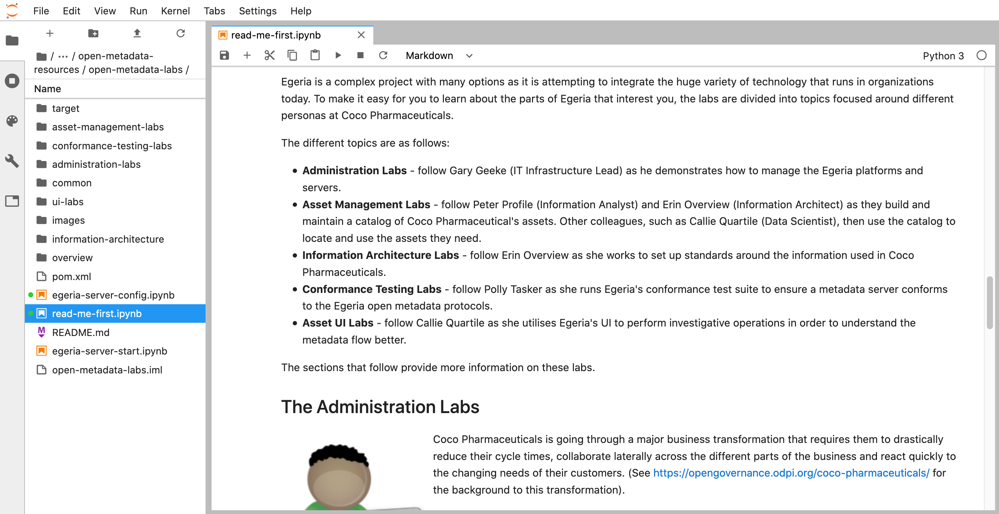 File Edit View Run Kernel Tabs Settings Help
/ ··· / open-metadata-
resources / open-metadata-labs /
Name
target
asset-management-labs
conformance-testing-labs
administration-labs
common
ui-labs
images
information-architecture
overview
pom.xml
egeria-server-config.ipynb
read-me-first.ipynb
M README.md
egeria-server-start.ipynb
open-metadata-labs.iml
read-me-first.ipynb
Markdown
Python 3
Egeria is a complex project with many options as it is attempting to integrate the huge variety of technology that runs in organizations
today. To make it easy for you to learn about the parts of Egeria that interest you, the labs are divided into topics focused around different
personas at Coco Pharmaceuticals.
The different topics are as follows:
• Administration Labs - follow Gary Geeke (IT Infrastructure Lead) as he demonstrates how to manage the Egeria platforms and
servers.
• Asset Management Labs - follow Peter Profile (Information Analyst) and Erin Overview (Information Architect) as they build and
maintain a catalog of Coco Pharmaceutical's assets. Other colleagues, such as Callie Quartile (Data Scientist), then use the catalog to
locate and use the assets they need.
• Information Architecture Labs - follow Erin Overview as she works to set up standards around the information used in Coco
Pharmaceuticals.
• Conformance Testing Labs - follow Polly Tasker as she runs Egeria's conformance test suite to ensure a metadata server conforms
to the Egeria open metadata protocols.
• Asset UI Labs - follow Callie Quartile as she utilises Egeria's UI to perform investigative operations in order to understand the
metadata flow better.
The sections that follow provide more information on these labs.
The Administration Labs
Coco Pharmaceuticals is going through a major business transformation that requires them to drastically
reduce their cycle times, collaborate laterally across the different parts of the business and react quickly to
the changing needs of their customers. (See https://opengovernance.odpi.org/coco-pharmaceuticals/ for
the background to this transformation).